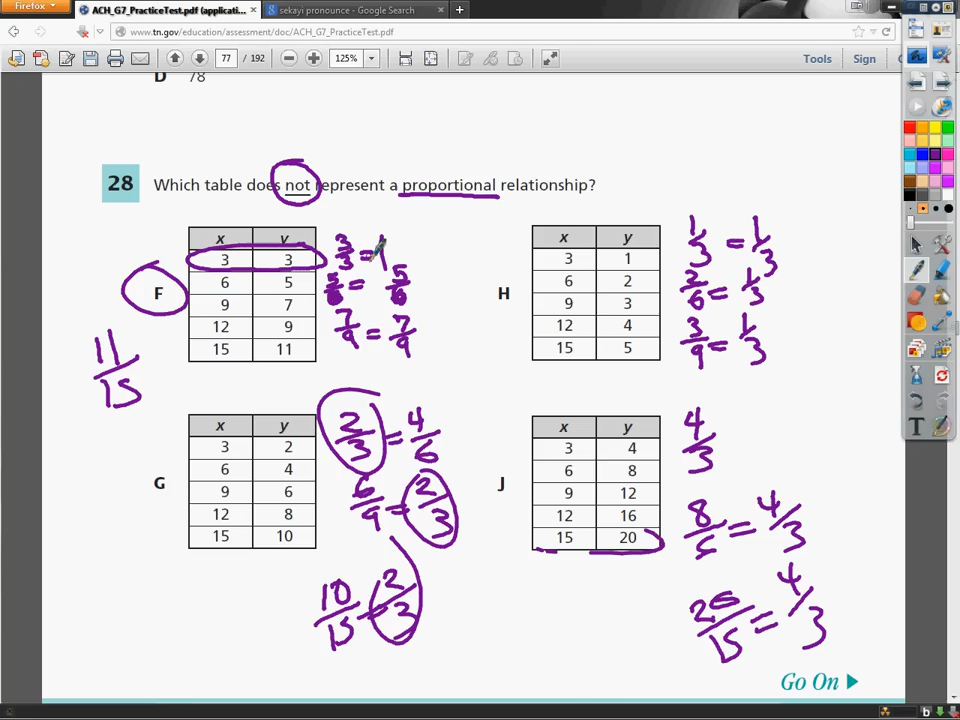 Firefox
ACH_G7_PracticeTest.pdf (applicati...
sekayi pronounce - Google Search
www.tn.gov/education/assessment/doc/ACH_G7_PracticeTest.pdf
77 / 192 125% Tools Sign
D 78
28 Which table does not represent a proportional relationship?
F
x y
3 3
6 5
9 7
12 9
15 11
3/3 = 1
5/6 = 5/6
7/9 = 7/9
11/15
H
x y
3 1
6 2
9 3
12 4
15 5
1/3 = 1/3
2/6 = 1/3
3/9 = 1/3
G
x y
3 2
6 4
9 6
12 8
15 10
2/3 = 4/6
6/9 = 2/3
10/15 = 2/3
J
x y
3 4
6 8
9 12
12 16
15 20
4/3
8/5 = 4/3
20/15 = 4/3
Go On
T
b